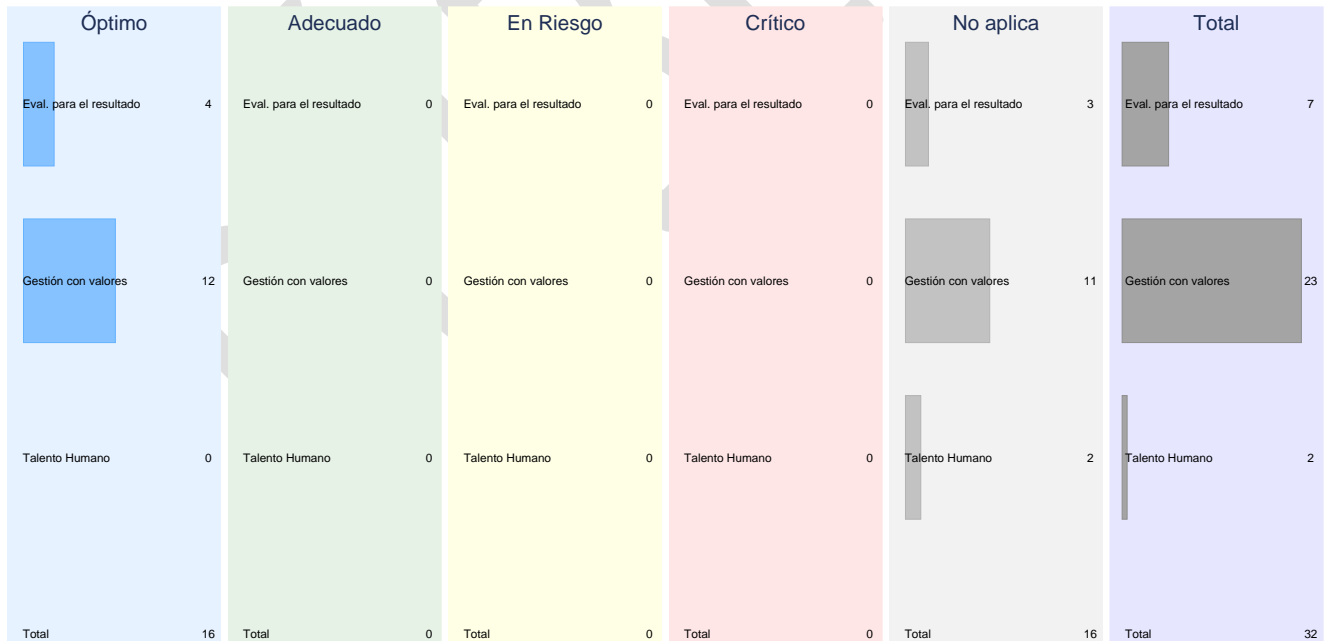 Óptimo Adecuado En Riesgo Crítico No aplica Total
Eval. para el resultado 4 Eval. para el resultado 0 Eval. para el resultado 0 Eval. para el resultado 0 Eval. para el resultado 3 Eval. para el resultado 7
Gestión con valores 12 Gestión con valores 0 Gestión con valores 0 Gestión con valores 0 Gestión con valores 11 Gestión con valores 23
Talento Humano 0 Talento Humano 0 Talento Humano 0 Talento Humano 0 Talento Humano 2 Talento Humano 2
Total 16 Total 0 Total 0 Total 0 Total 16 Total 32